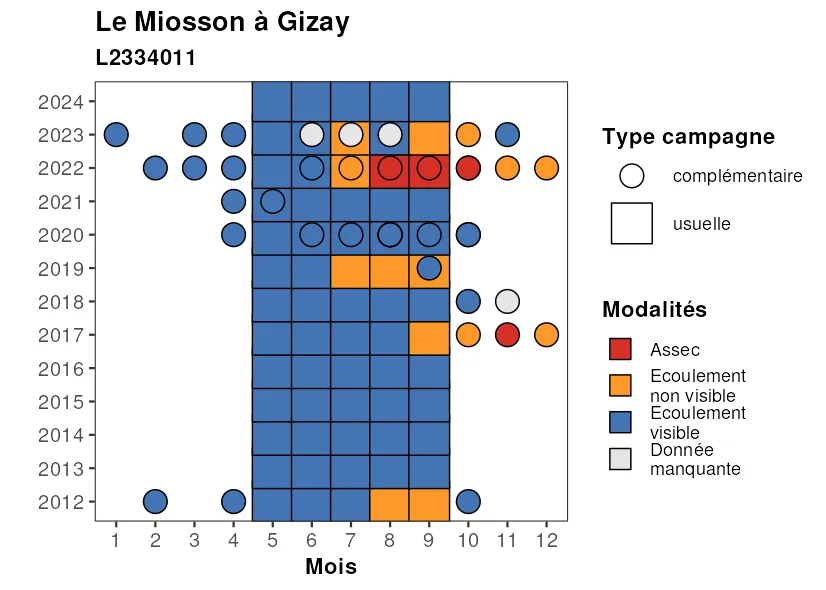 Le Miosson à Gizay
L2334011
2024
2023
2022
2021
2020
2019
2018
2017
2016
2015
2014
2013
2012
1 2 3 4 5 6 7 8 9 10 11 12
Mois
Type campagne
complémentaire
usuelle
Modalités
Assec
Ecoulement
non visible
Ecoulement
visible
Donnée
manquante